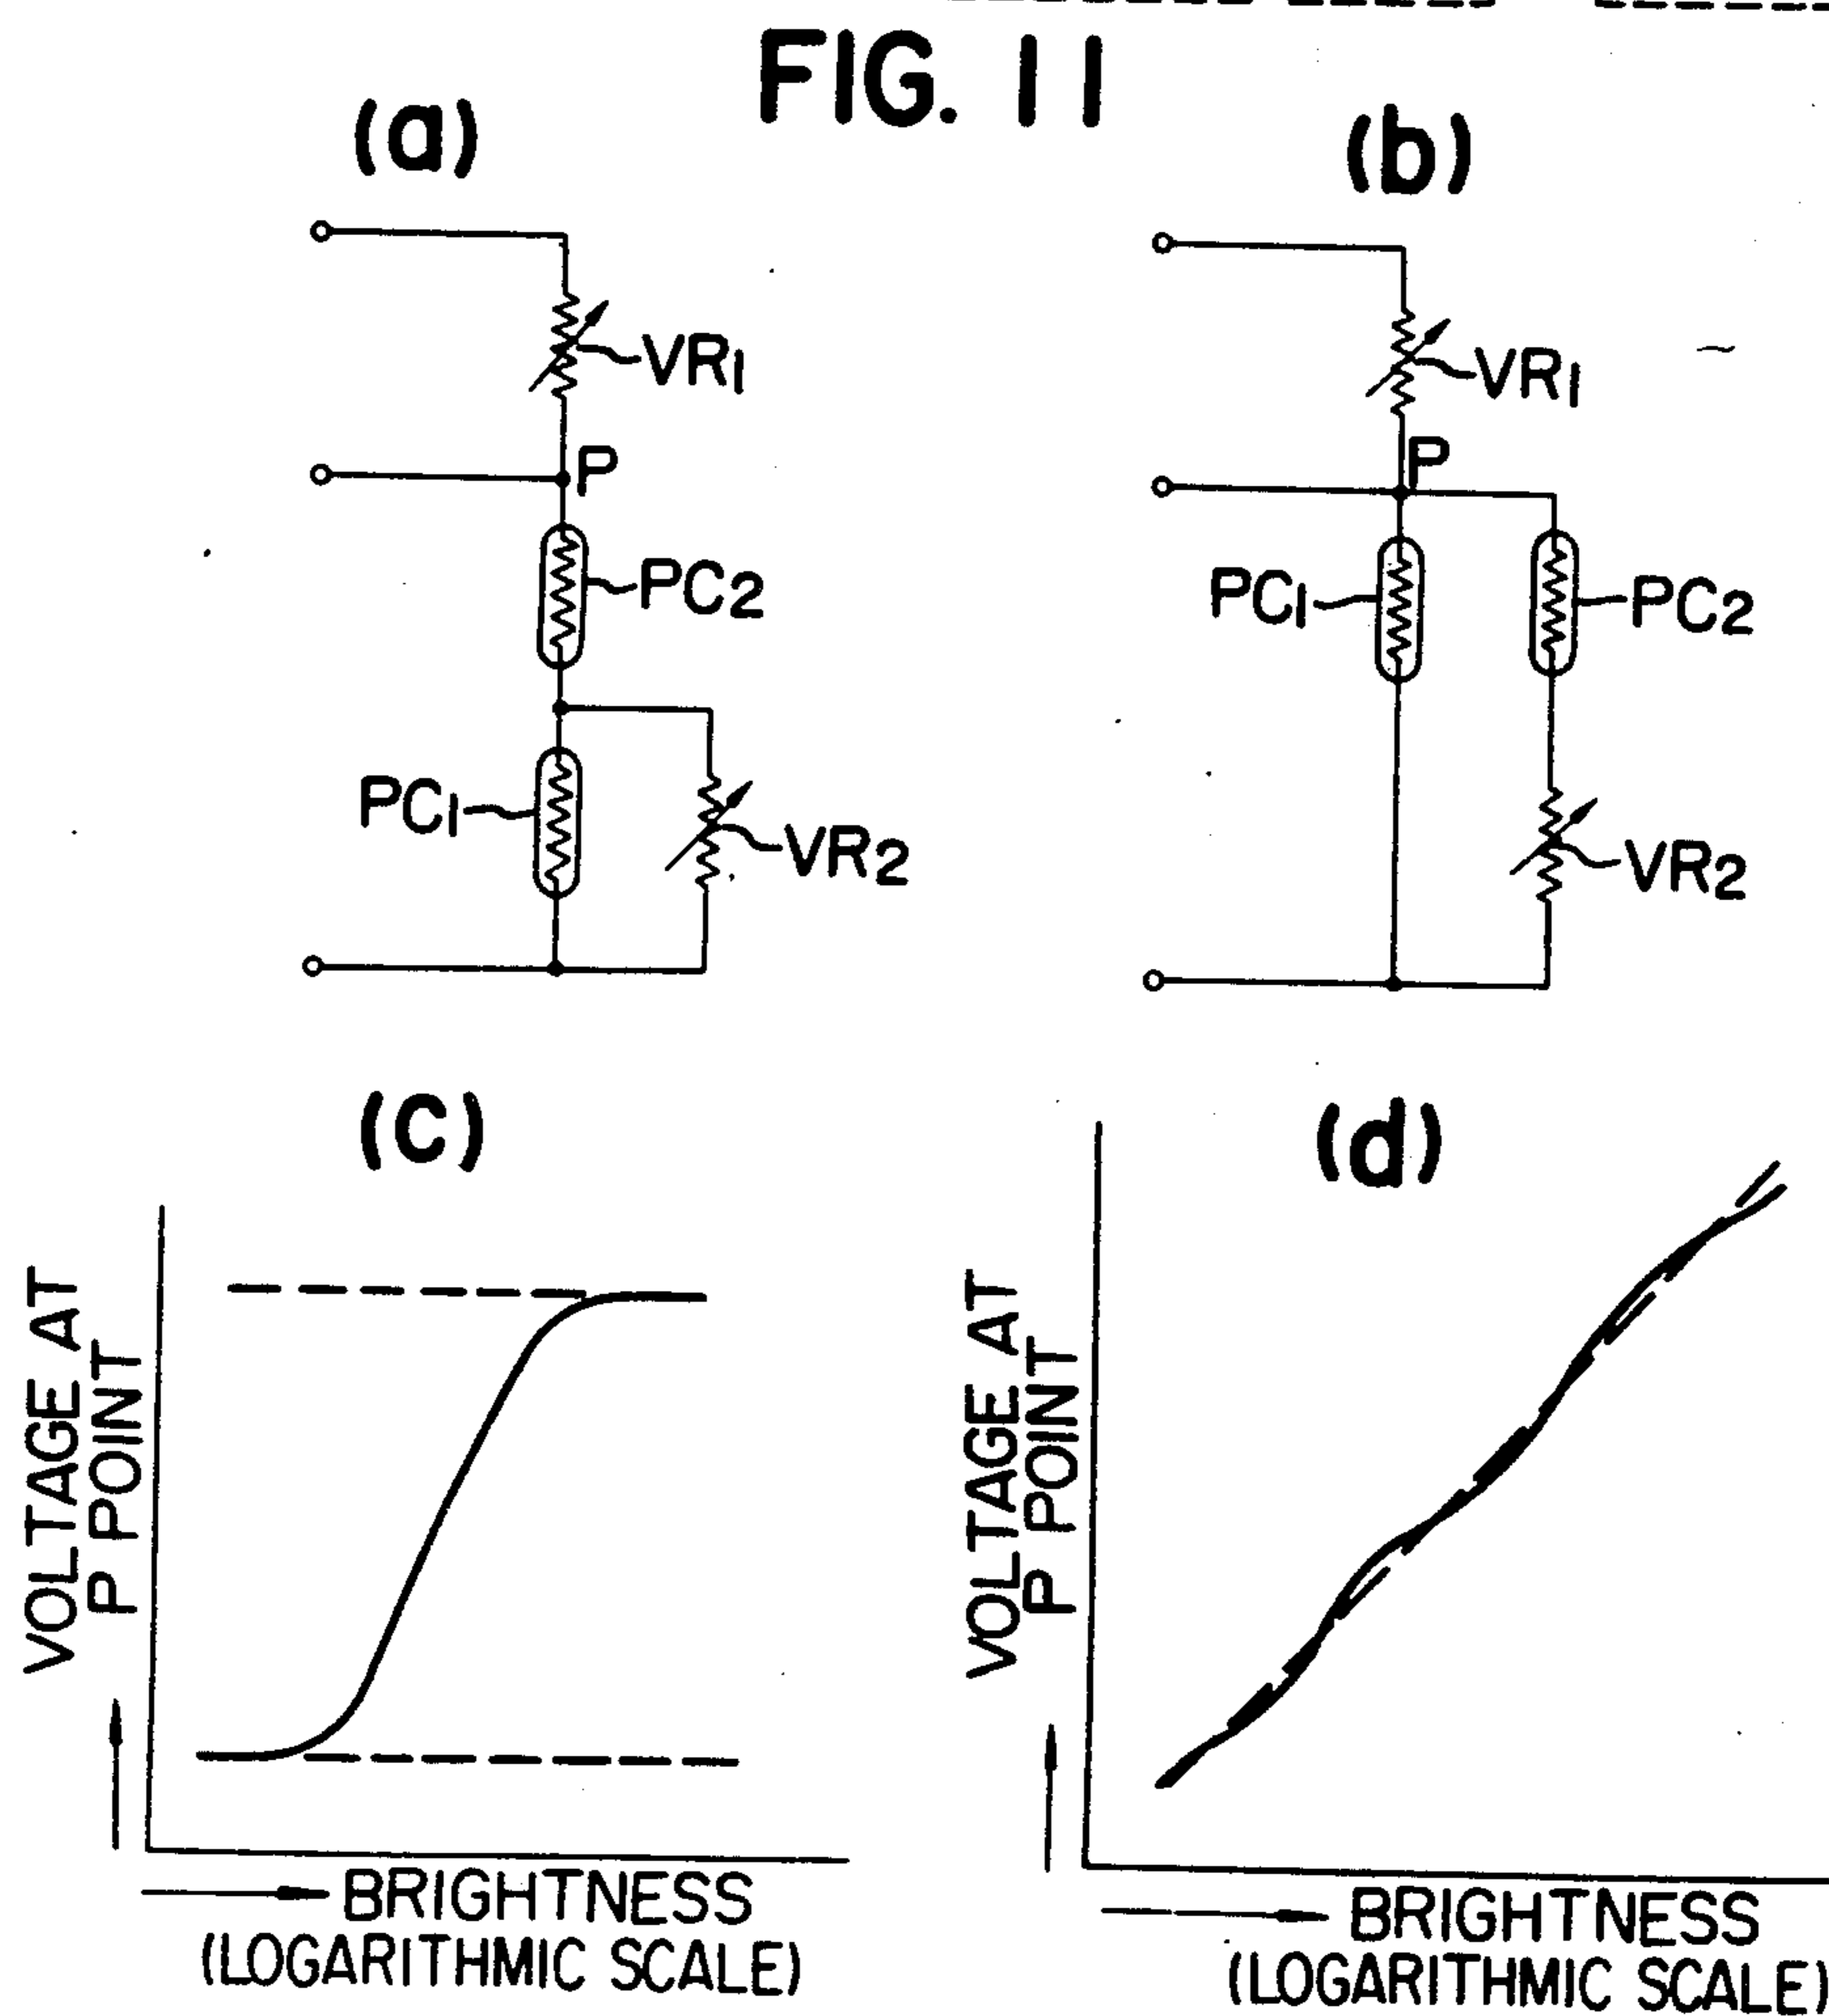 FIG. 11
(a)
VR1
P
PC2
PC1
VR2
(b)
VR1
P
PC1
PC2
VR2
(c)
VOLTAGE AT
P POINT
BRIGHTNESS
(LOGARITHMIC SCALE)
(d)
VOLTAGE AT
P POINT
BRIGHTNESS
(LOGARITHMIC SCALE)